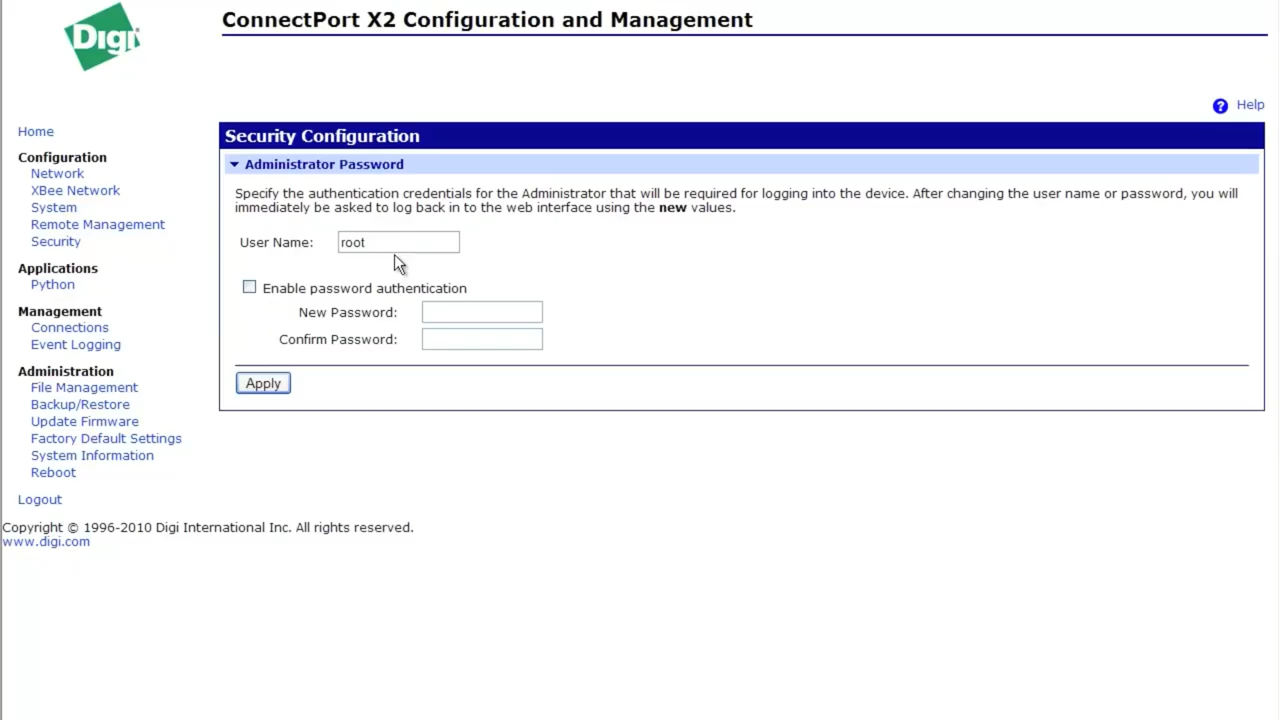 Digi
ConnectPort X2 Configuration and Management
Help
Home
Configuration
Network
XBee Network
System
Remote Management
Security
Applications
Python
Management
Connections
Event Logging
Administration
File Management
Backup/Restore
Update Firmware
Factory Default Settings
System Information
Reboot
Logout
Security Configuration
Administrator Password
Specify the authentication credentials for the Administrator that will be required for logging into the device. After changing the user name or password, you will
immediately be asked to log back in to the web interface using the new values.
User Name: root
Enable password authentication
New Password:
Confirm Password:
Apply
Copyright © 1996-2010 Digi International Inc. All rights reserved.
www.digi.com